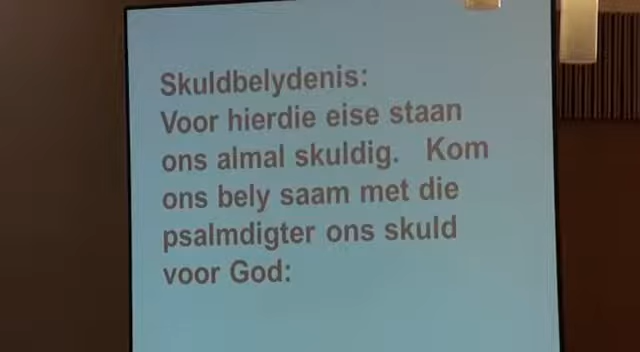 Skuldbelydenis:
Voor hierdie eise staan
ons almal skuldig. Kom
ons bely saam met die
psalmdigter ons skuld
voor God: